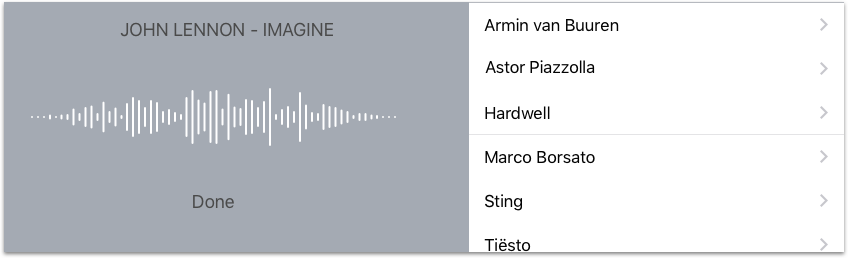 JOHN LENNON - IMAGINE
Done
Armin van Buuren
Astor Piazzolla
Hardwell
Marco Borsato
Sting
Tiësto